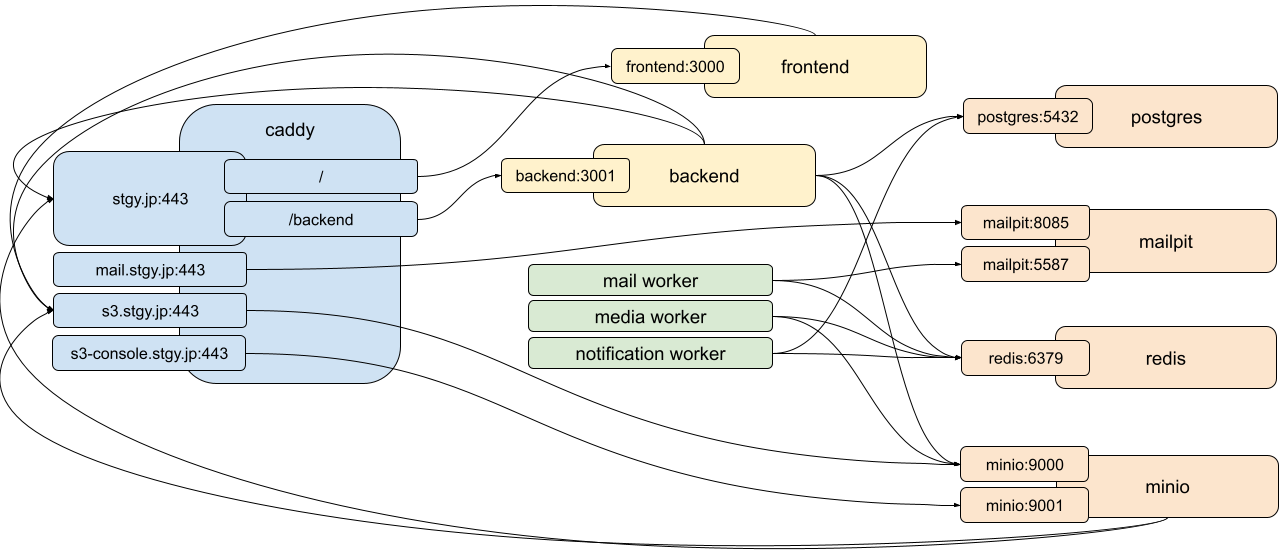 frontend:3000
frontend
caddy
postgres:5432
postgres
stgy.jp:443
/
/backend
backend:3001
backend
mail.stgy.jp:443
s3.stgy.jp:443
s3-console.stgy.jp:443
mail worker
media worker
notification worker
mailpit:8085
mailpit:5587
mailpit
redis:6379
redis
minio:9000
minio:9001
minio